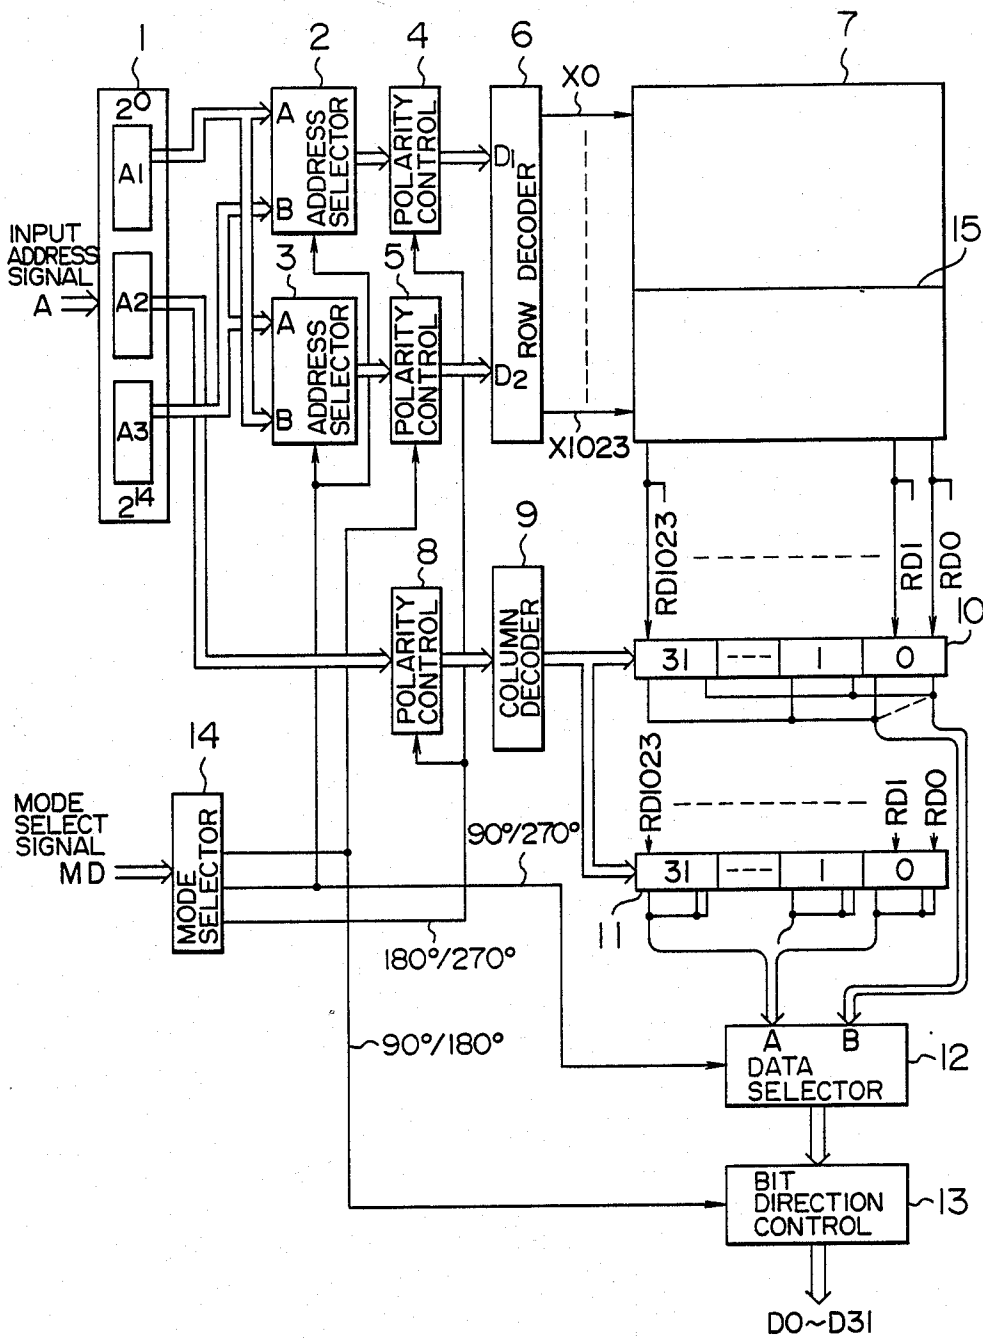 1
2
4
6
7
2⁰
A1
A2
A3
2¹⁴
INPUT
ADDRESS
SIGNAL
A
A
B
ADDRESS
SELECTOR
POLARITY
CONTROL
D1
D2
ROW DECODER
X0
X1023
15
3
A
B
ADDRESS
SELECTOR
5
POLARITY
CONTROL
RD1023
RD1
RD0
8
POLARITY
CONTROL
9
COLUMN
DECODER
10
31
1
0
14
MODE
SELECT
SIGNAL
MD
MODE
SELECTOR
90°/270°
180°/270°
90°/180°
RD1023
RD1
RD0
31
1
0
11
A
B
DATA
SELECTOR
12
BIT
DIRECTION
CONTROL
13
D0~D31